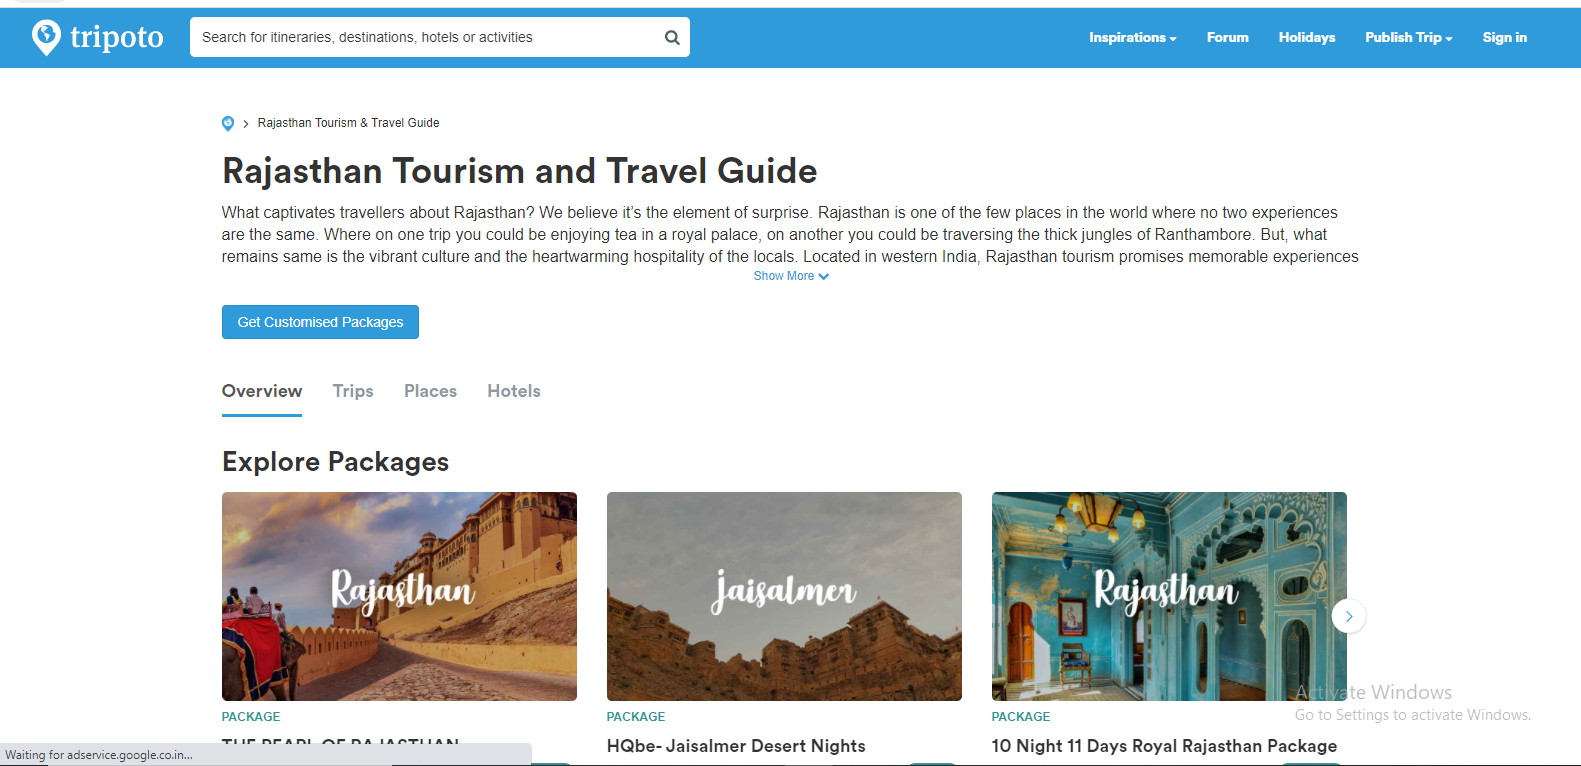 tripoto
Search for itineraries, destinations, hotels or activities
Inspirations
Forum
Holidays
Publish Trip
Sign in
Rajasthan Tourism & Travel Guide
Rajasthan Tourism and Travel Guide
What captivates travellers about Rajasthan? We believe it's the element of surprise. Rajasthan is one of the few places in the world where no two experiences
are the same. Where on one trip you could be enjoying tea in a royal palace, on another you could be traversing the thick jungles of Ranthambore. But, what
remains same is the vibrant culture and the heartwarming hospitality of the locals. Located in western India, Rajasthan tourism promises memorable experiences
Show More
Get Customised Packages
Overview
Trips
Places
Hotels
Explore Packages
Rajasthan
Jaisalmer
Rajasthan
PACKAGE
PACKAGE
PACKAGE
THE PEARL OF RAJASTHAN
HQbe- Jaisalmer Desert Nights
10 Night 11 Days Royal Rajasthan Package
Activate Windows
Go to Settings to activate Windows.
Waiting for adservice.google.co.in...